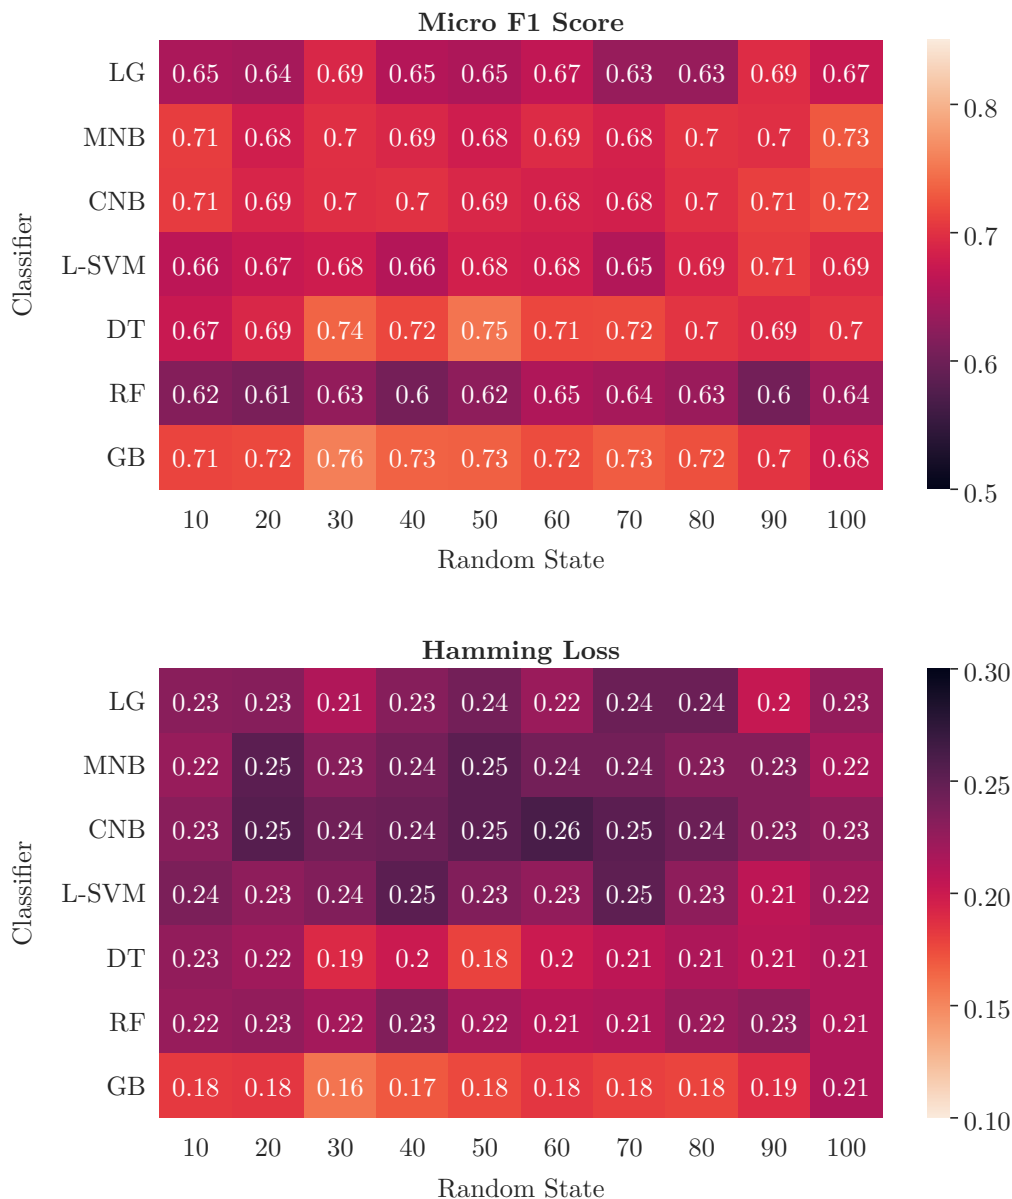 Micro F1 Score
LG 0.65 0.64 0.69 0.65 0.65 0.67 0.63 0.63 0.69 0.67
MNB 0.71 0.68 0.7 0.69 0.68 0.69 0.68 0.7 0.7 0.73
CNB 0.71 0.69 0.7 0.7 0.69 0.68 0.68 0.7 0.71 0.72
L-SVM 0.66 0.67 0.68 0.66 0.68 0.68 0.65 0.69 0.71 0.69
DT 0.67 0.69 0.74 0.72 0.75 0.71 0.72 0.7 0.69 0.7
RF 0.62 0.61 0.63 0.6 0.62 0.65 0.64 0.63 0.6 0.64
GB 0.71 0.72 0.76 0.73 0.73 0.72 0.73 0.72 0.7 0.68
10 20 30 40 50 60 70 80 90 100
Random State
Classifier
0.8
0.7
0.6
0.5
Hamming Loss
LG 0.23 0.23 0.21 0.23 0.24 0.22 0.24 0.24 0.2 0.23
MNB 0.22 0.25 0.23 0.24 0.25 0.24 0.24 0.23 0.23 0.22
CNB 0.23 0.25 0.24 0.24 0.25 0.26 0.25 0.24 0.23 0.23
L-SVM 0.24 0.23 0.24 0.25 0.23 0.23 0.25 0.23 0.21 0.22
DT 0.23 0.22 0.19 0.2 0.18 0.2 0.21 0.21 0.21 0.21
RF 0.22 0.23 0.22 0.23 0.22 0.21 0.21 0.22 0.23 0.21
GB 0.18 0.18 0.16 0.17 0.18 0.18 0.18 0.18 0.19 0.21
10 20 30 40 50 60 70 80 90 100
Random State
Classifier
0.30
0.25
0.20
0.15
0.10